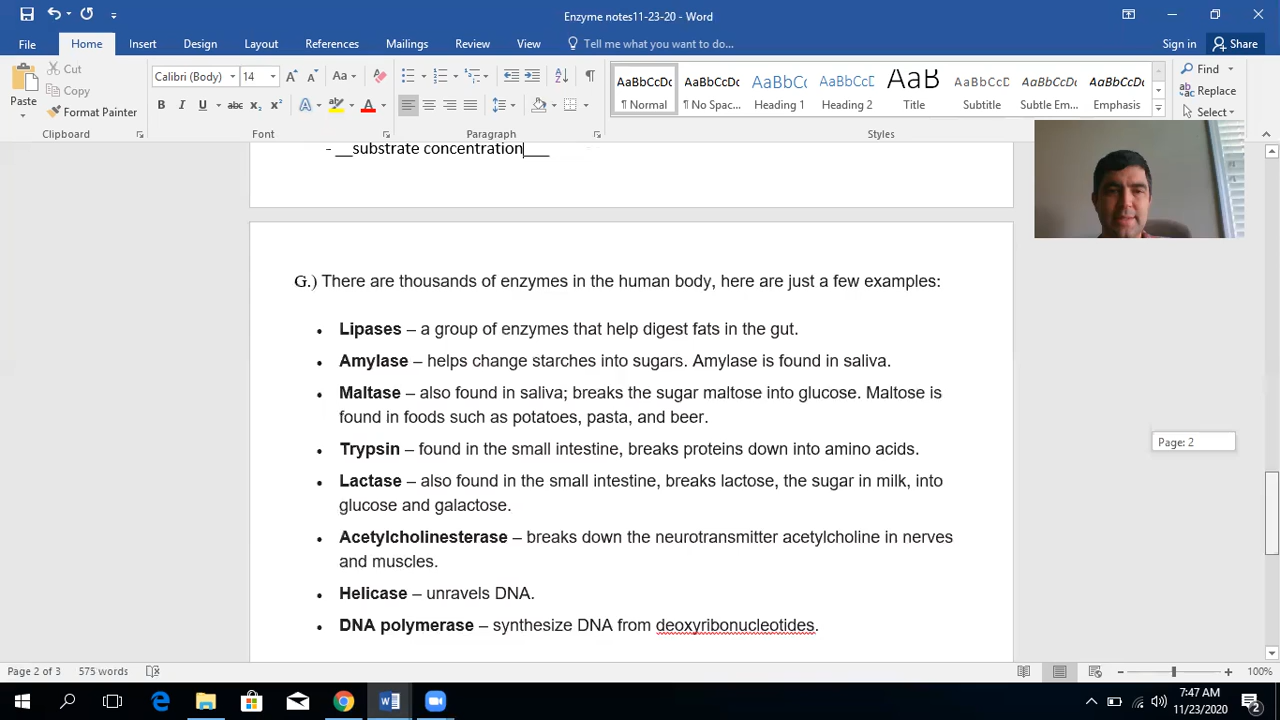 Enzyme notes11-23-20 - Word
File Home Insert Design Layout References Mailings Review View Tell me what you want to do... Sign in Share
Paste
Cut
Copy
Format Painter
Clipboard
Calibri (Body) 14
Font
Paragraph
AaBbCcDc AaBbCcDc AaBbCc AaBbCcD AaB AaBbCcD AaBbCcDc AaBbCcDc
¶ Normal ¶ No Spac... Heading 1 Heading 2 Title Subtitle Subtle Em... Emphasis
Styles
Find
Replace
Select
- __substrate concentration___
G.) There are thousands of enzymes in the human body, here are just a few examples:
• Lipases – a group of enzymes that help digest fats in the gut.
• Amylase – helps change starches into sugars. Amylase is found in saliva.
• Maltase – also found in saliva; breaks the sugar maltose into glucose. Maltose is
found in foods such as potatoes, pasta, and beer.
• Trypsin – found in the small intestine, breaks proteins down into amino acids.
• Lactase – also found in the small intestine, breaks lactose, the sugar in milk, into
glucose and galactose.
• Acetylcholinesterase – breaks down the neurotransmitter acetylcholine in nerves
and muscles.
• Helicase – unravels DNA.
• DNA polymerase – synthesize DNA from deoxyribonucleotides.
Page: 2
Page 2 of 3 575 words 100%
7:47 AM
11/23/2020
2